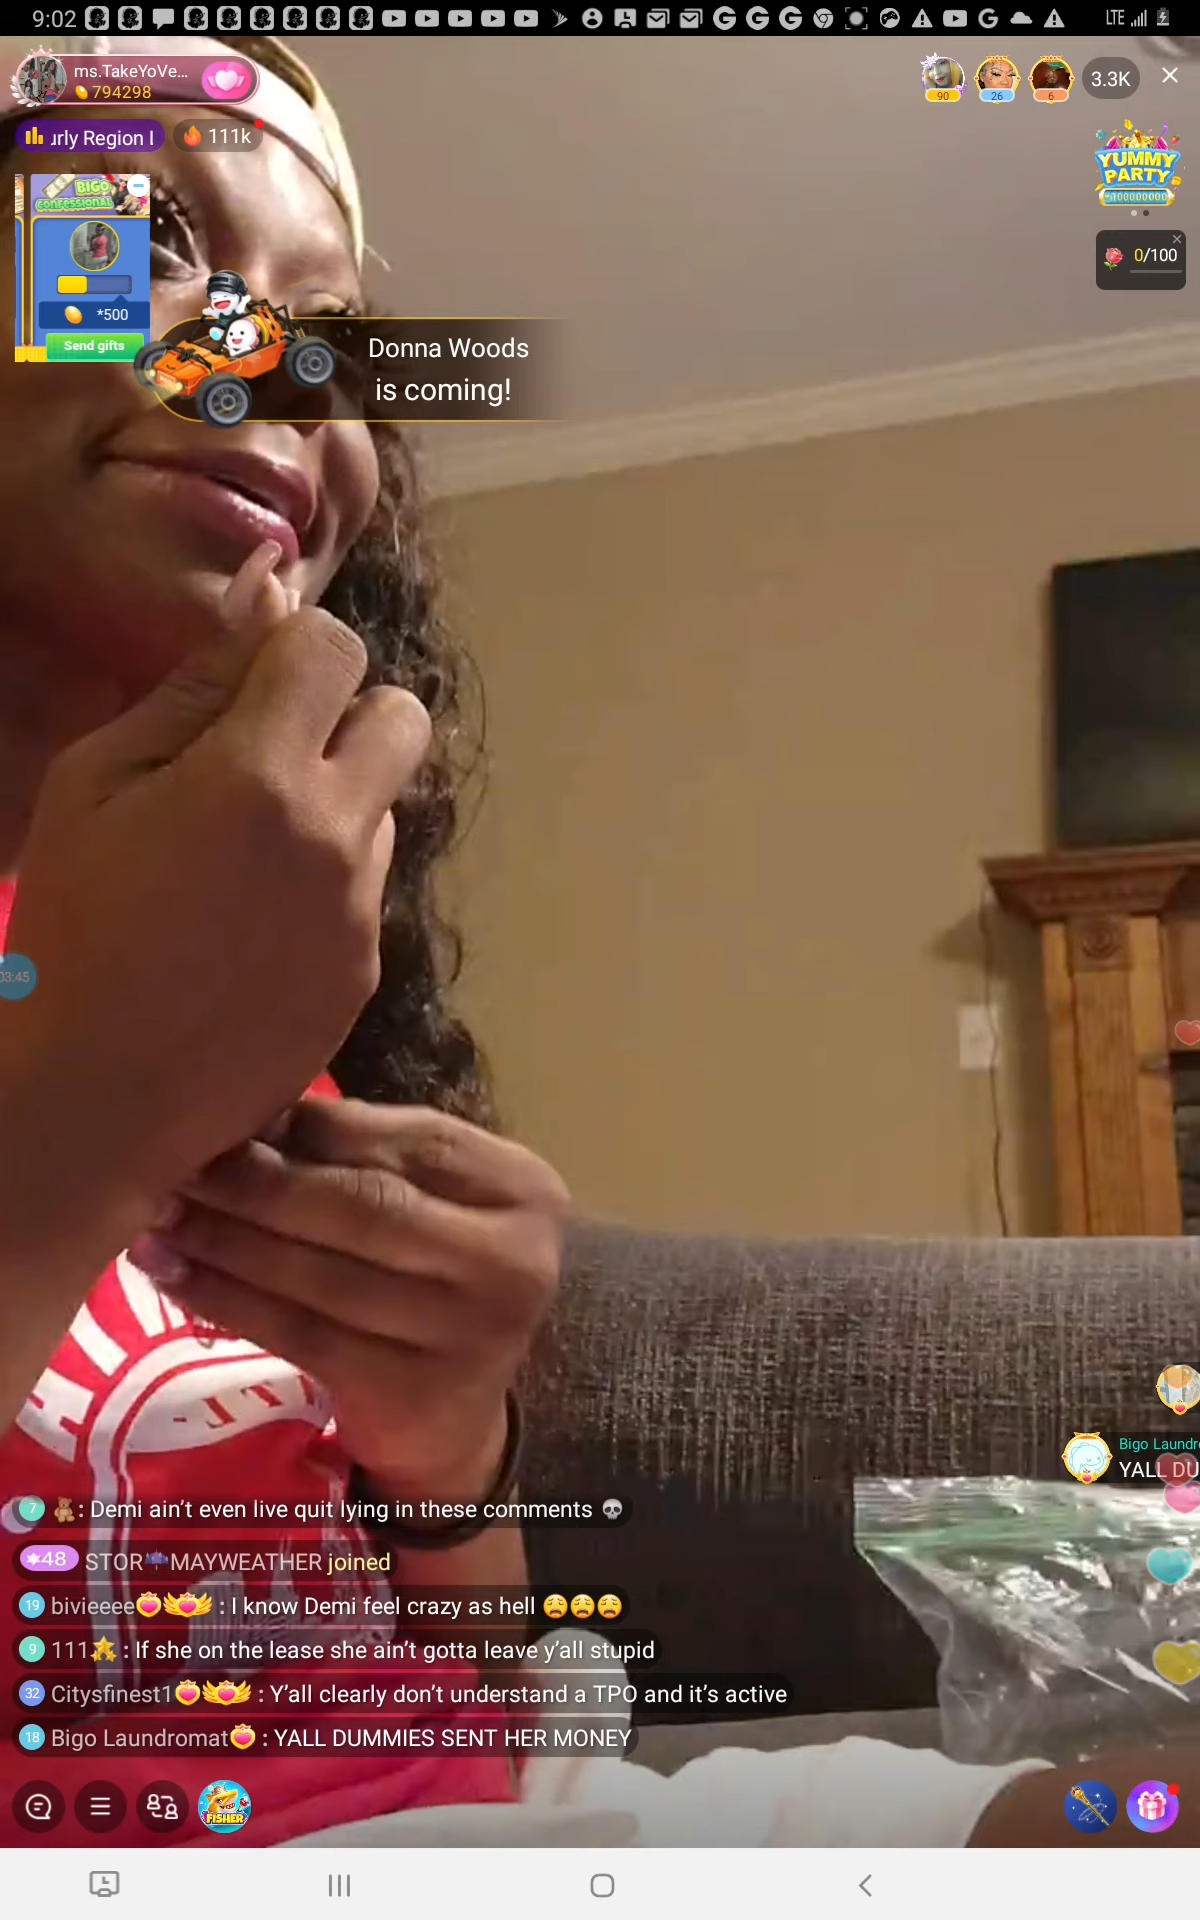 9:02
LTE
ms.TakeYoVe...
794298
90
26
6
3.3K
urly Region
111k
YUMMY
PARTY
100000000
BIGO
CONFESSIONAL
*500
Send gifts
0/100
Donna Woods
is coming!
03:45
Bigo Laundr
YALL DU
7 🧸: Demi ain't even live quit lying in these comments 💀
48 STOR☔MAYWEATHER joined
19 bivieeee : I know Demi feel crazy as hell 😩😩😩
9 111 : If she on the lease she ain't gotta leave y'all stupid
32 Citysfinest1 : Y'all clearly don't understand a TPO and it's active
18 Bigo Laundromat : YALL DUMMIES SENT HER MONEY
FISHER